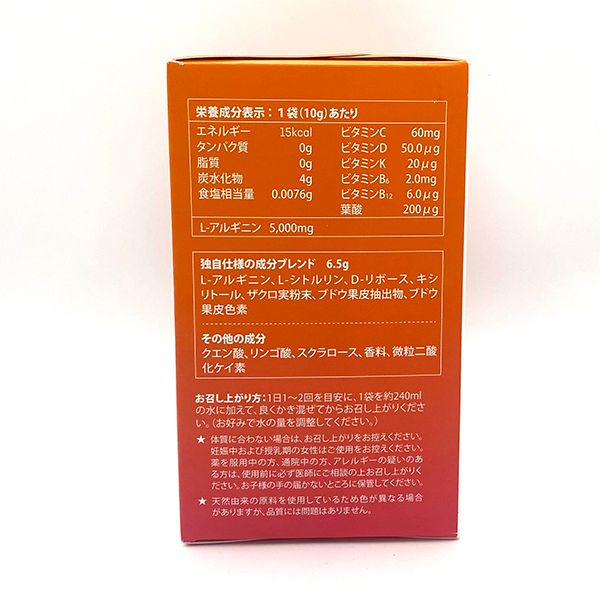 栄養成分表示：1袋(10g)あたり
エネルギー 15kcal ビタミンC 60mg
タンパク質 0g ビタミンD 50.0μg
脂質 0g ビタミンK 20μg
炭水化物 4g ビタミンB₆ 2.0mg
食塩相当量 0.0076g ビタミンB₁₂ 6.0μg
葉酸 200μg
L-アルギニン 5,000mg
独自仕様の成分ブレンド 6.5g
L-アルギニン、L-シトルリン、D-リボース、キシ
リトール、ザクロ実粉末、ブドウ果皮抽出物、ブドウ
果皮色素
その他の成分
クエン酸、リンゴ酸、スクラロース、香料、微粒二酸
化ケイ素
お召し上がり方：1日1～2回を目安に、1袋を約240ml
の水に加えて、良くかき混ぜてからお召し上がりくださ
い。（お好みで水の量を調整してください。）
★ 体質に合わない場合は、お召し上がりをお控えください。
妊娠中および授乳期の女性はご使用をお控えください。
薬を服用中の方、通院中の方、アレルギーの疑いのあ
る方は、使用前に必ず医師にご相談の上お召し上がりく
ださい。お子様の手の届かないところに保管してください。
★ 天然由来の原料を使用しているため色が異なる場合
がありますが、品質には問題はありません。